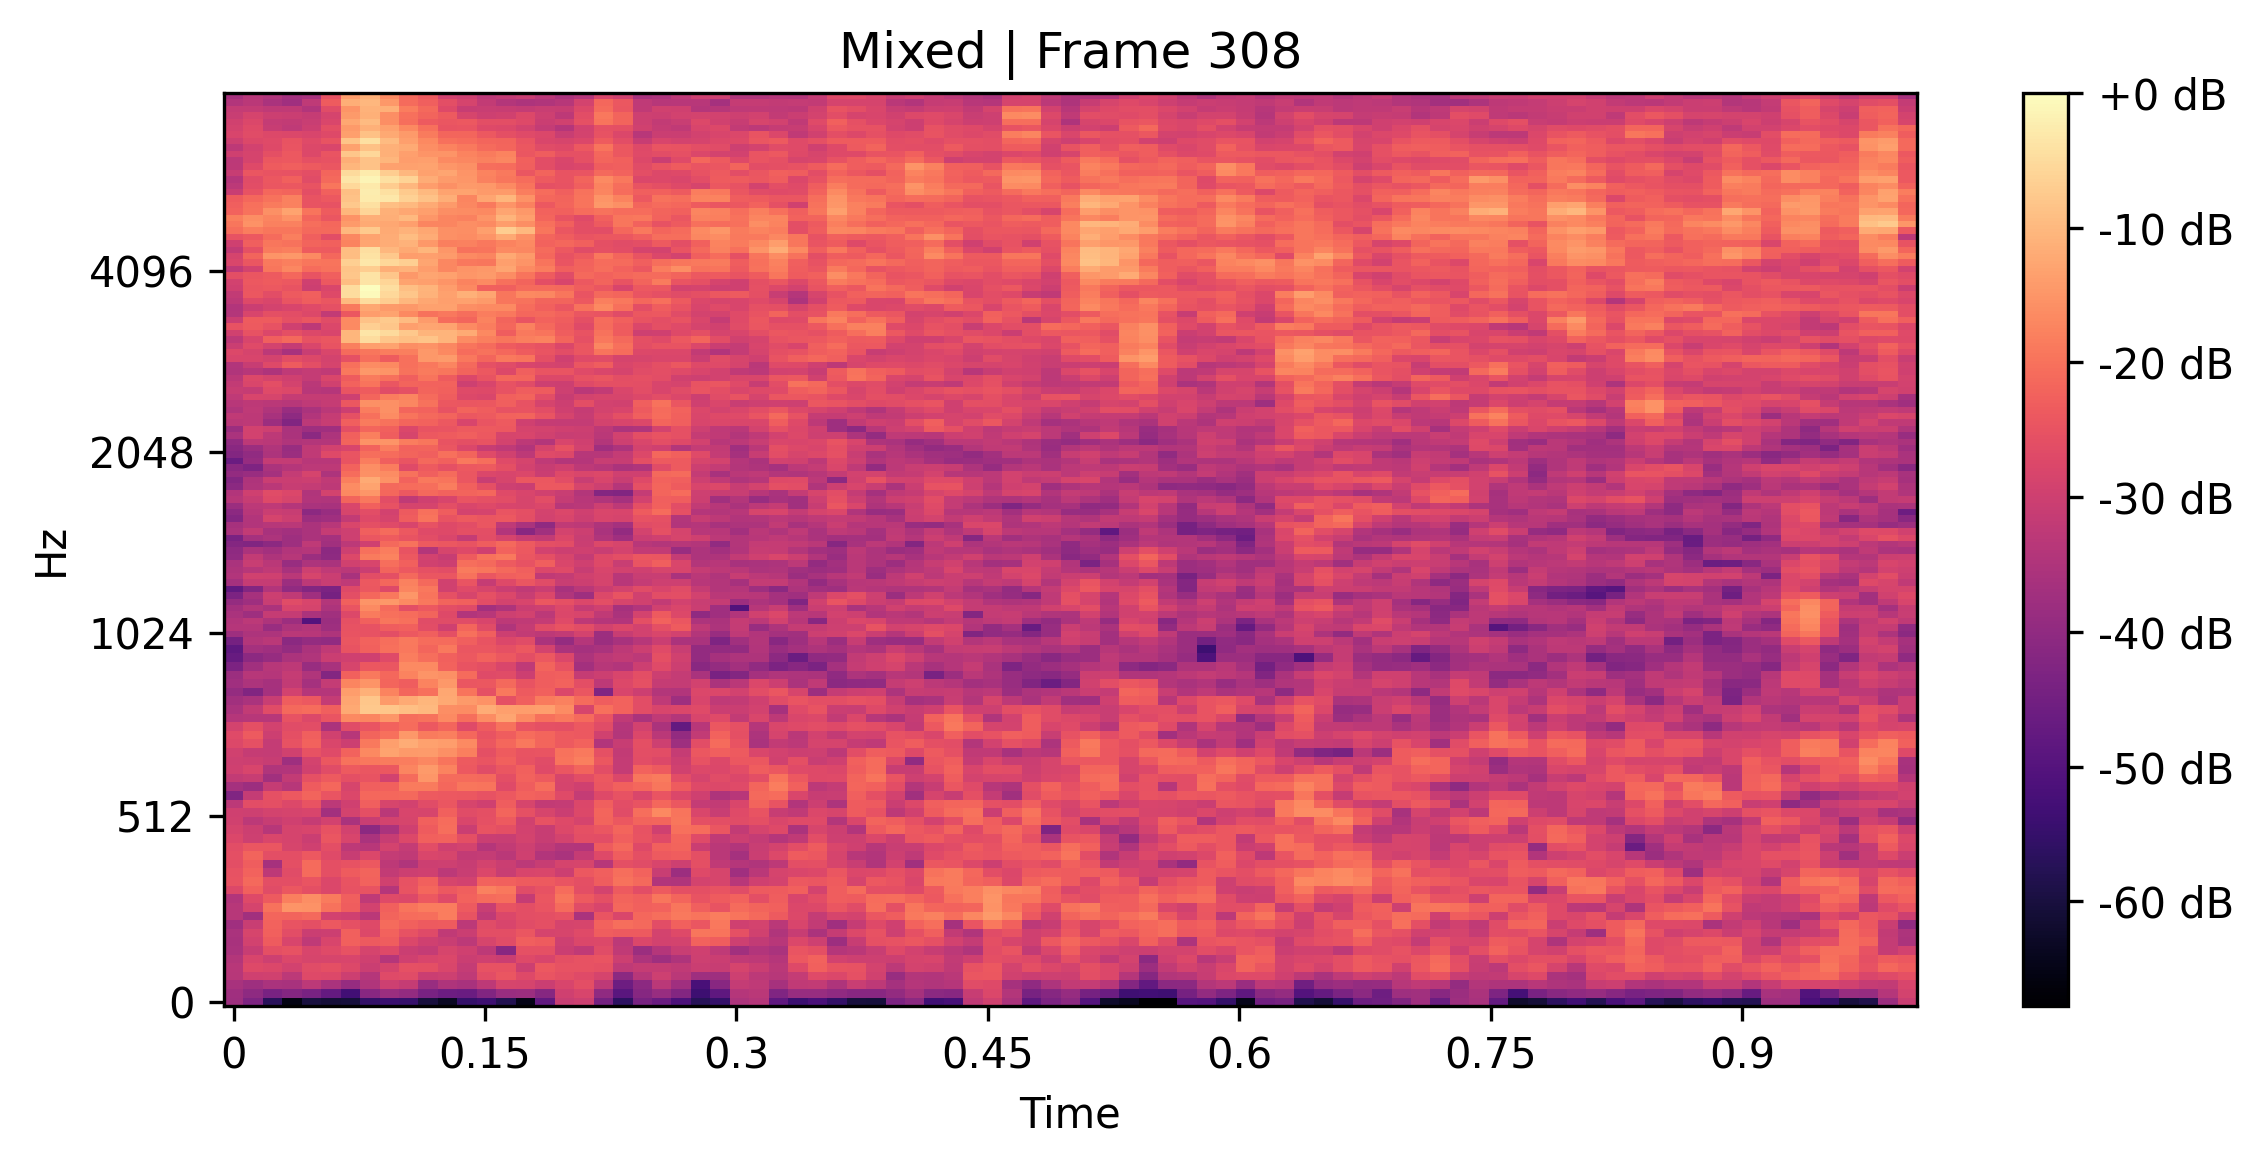 Mixed | Frame 308
+0 dB
-10 dB
-20 dB
-30 dB
-40 dB
-50 dB
-60 dB
Hz
4096
2048
1024
512
0
0 0.15 0.3 0.45 0.6 0.75 0.9
Time